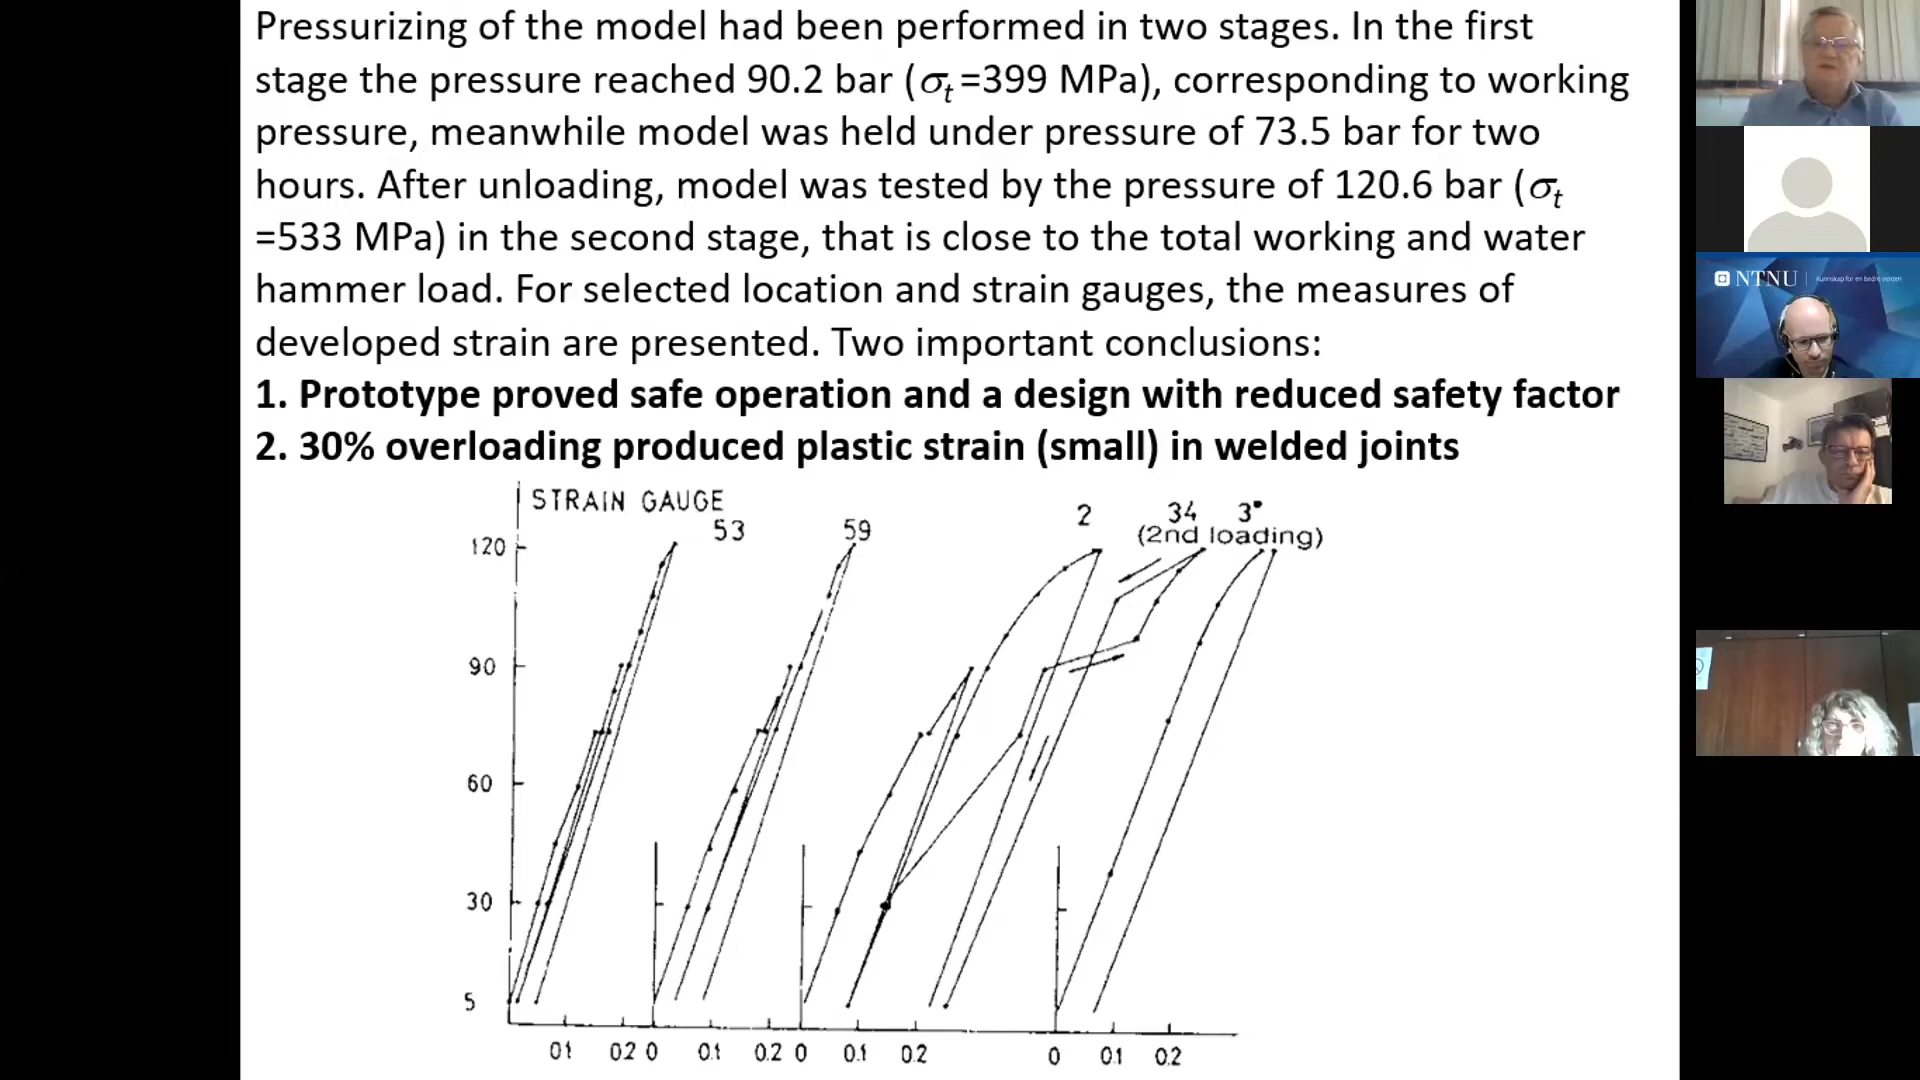 Pressurizing of the model had been performed in two stages. In the first
stage the pressure reached 90.2 bar (σt=399 MPa), corresponding to working
pressure, meanwhile model was held under pressure of 73.5 bar for two
hours. After unloading, model was tested by the pressure of 120.6 bar (σt
=533 MPa) in the second stage, that is close to the total working and water
hammer load. For selected location and strain gauges, the measures of
developed strain are presented. Two important conclusions:
1. Prototype proved safe operation and a design with reduced safety factor
2. 30% overloading produced plastic strain (small) in welded joints
STRAIN GAUGE
53 59 2 34 3•
(2nd loading)
120
90
60
30
5
01 02 0 0.1 0.2 0 0.1 0.2 0 0.1 0.2
NTNU | Kunnskap for en bedre verden